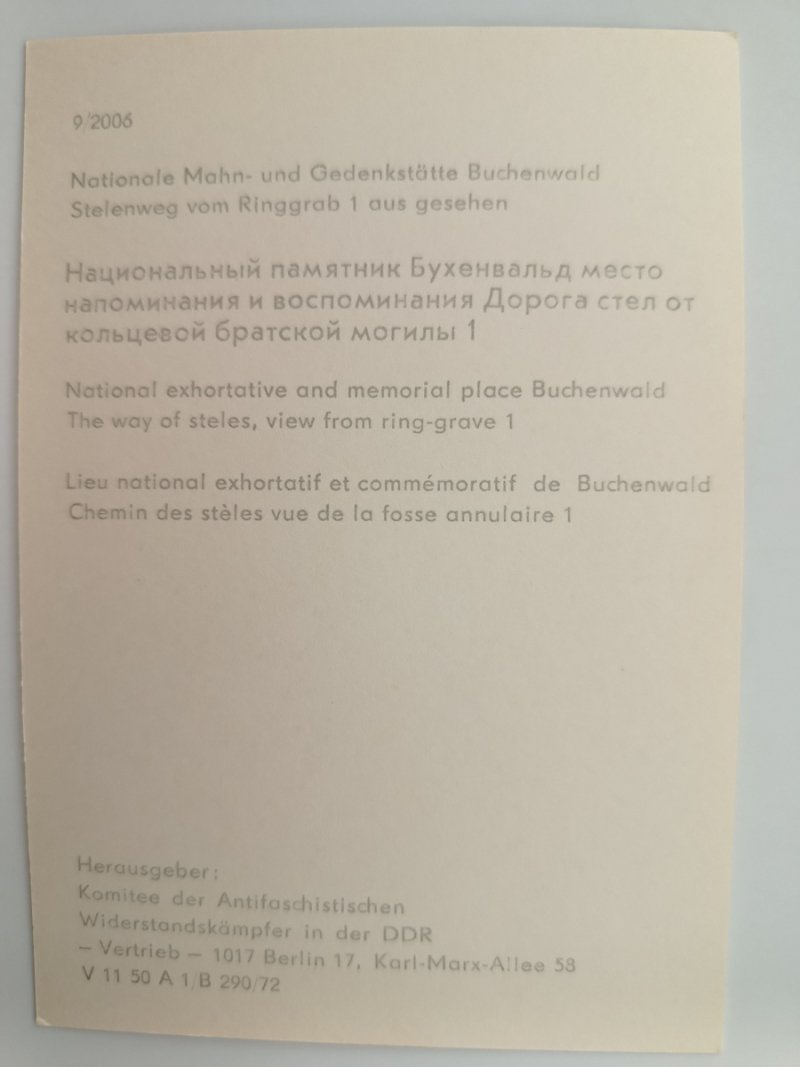 9/2006
Nationale Mahn- und Gedenkstätte Buchenwald
Stelenweg vom Ringgrab 1 aus gesehen
Национальный памятник Бухенвальд место
напоминания и воспоминания Дорога стел от
кольцевой братской могилы 1
National exhortative and memorial place Buchenwald
The way of steles, view from ring-grave 1
Lieu national exhortatif et commémoratif de Buchenwald
Chemin des stèles vue de la fosse annulaire 1
Herausgeber:
Komitee der Antifaschistischen
Widerstandskämpfer in der DDR
– Vertrieb – 1017 Berlin 17, Karl-Marx-Allee 58
V 11 50 A 1/B 290/72